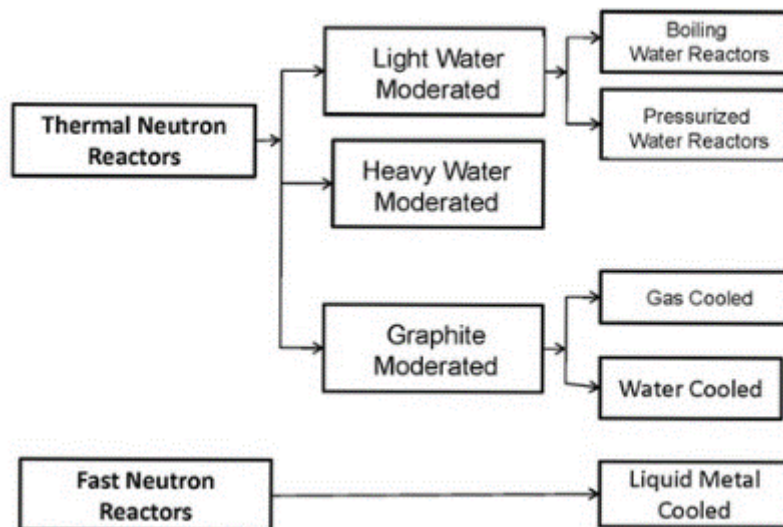 Boiling
Water Reactors
Light Water
Moderated
Pressurized
Water Reactors
Thermal Neutron
Reactors
Heavy Water
Moderated
Gas Cooled
Graphite
Moderated
Water Cooled
Fast Neutron
Reactors
Liquid Metal
Cooled